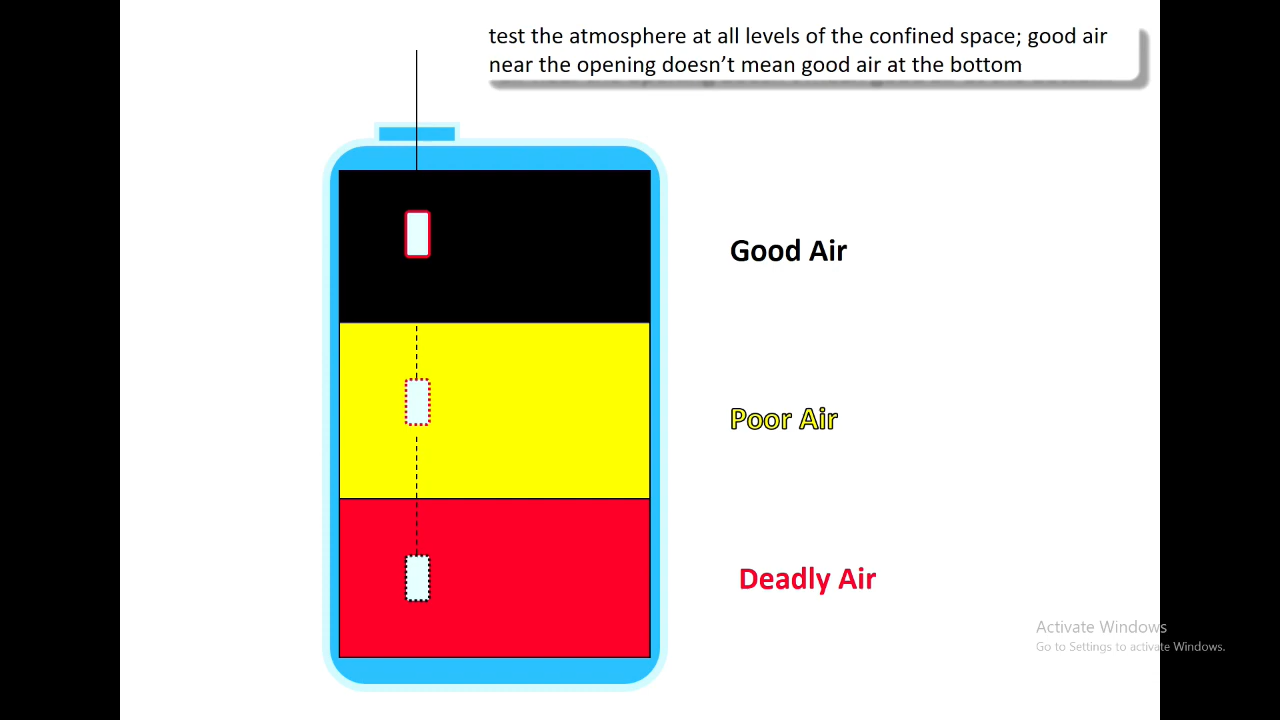 test the atmosphere at all levels of the confined space; good air
near the opening doesn’t mean good air at the bottom
Good Air
Poor Air
Deadly Air
Activate Windows
Go to Settings to activate Windows.